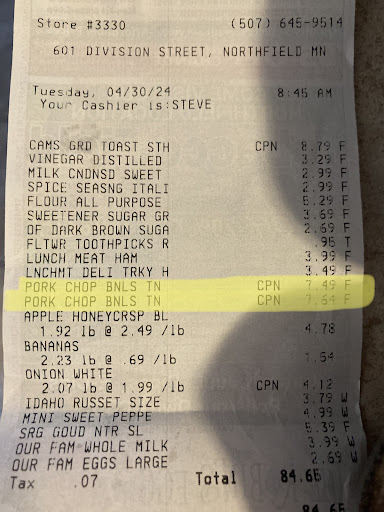 Store #3330 (507) 645-9514
601 DIVISION STREET, NORTHFIELD MN
Tuesday, 04/30/24 8:45 AM
Your Cashier is:STEVE
CAMS GRD TOAST STH CPN 8.79 F
VINEGAR DISTILLED 3.29 F
MILK CNDNSD SWEET 2.99 F
SPICE SEASNG ITALI 2.99 F
FLOUR ALL PURPOSE 5.29 F
SWEETENER SUGAR GR 3.69 F
OF DARK BROWN SUGA 2.69 F
FLTWR TOOTHPICKS R .95 T
LUNCH MEAT HAM 3.99 F
LNCHMT DELI TRKY H 3.49 F
PORK CHOP BNLS TN CPN 7.49 F
PORK CHOP BNLS TN CPN 7.64 F
APPLE HONEYCRSP BL
1.92 lb @ 2.49 /lb 4.78
BANANAS
2.23 lb @ .69 /lb 1.54
ONION WHITE
2.07 lb @ 1.99 /lb CPN 4.12
IDAHO RUSSET SIZE 3.79 W
MINI SWEET PEPPE 4.99 W
SRG GOUD NTR SL 5.39 F
OUR FAM WHOLE MILK 3.99 W
OUR FAM EGGS LARGE 2.69 W
Tax .07 Total 84.65
84.65